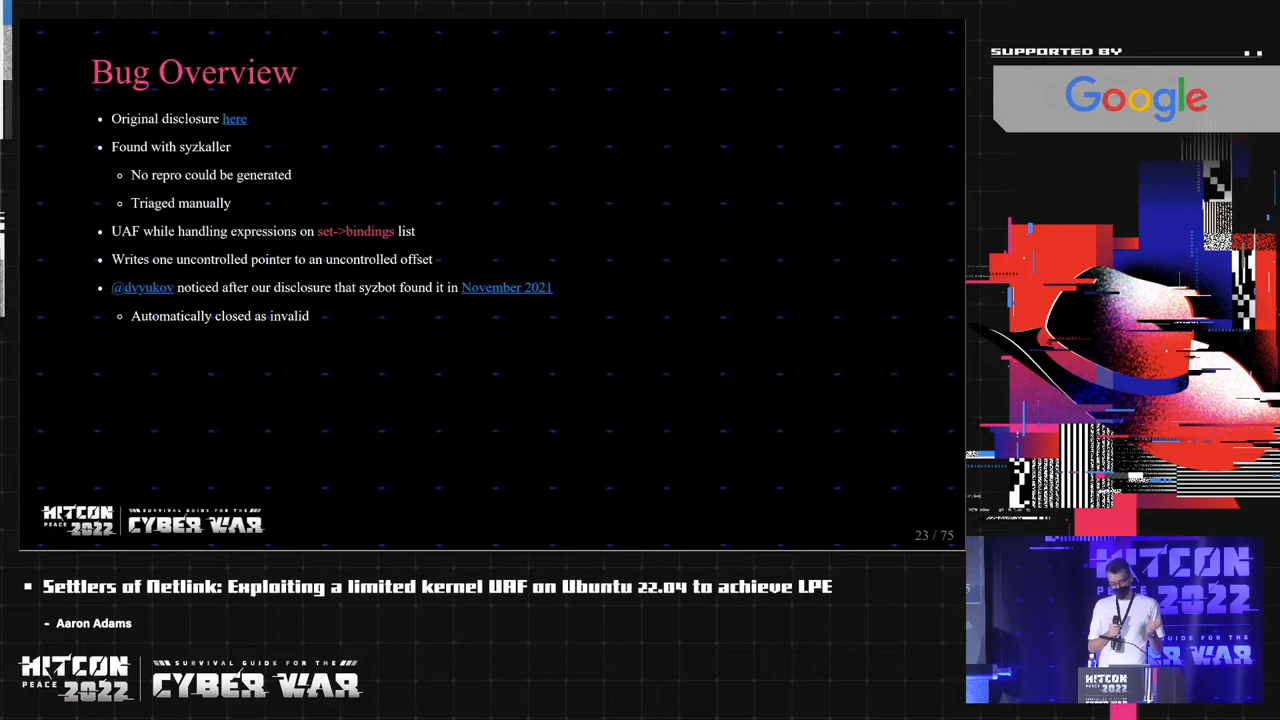 Bug Overview
Original disclosure here
Found with syzkaller
No repro could be generated
Triaged manually
UAF while handling expressions on set->bindings list
Writes one uncontrolled pointer to an uncontrolled offset
@dvyukov noticed after our disclosure that syzbot found it in November 2021
Automatically closed as invalid
HITCON
PEACE 2022
SURVIVAL GUIDE FOR THE
CYBER WAR
23 / 75
SUPPORTED BY
Google
Settlers of Netlink: Exploiting a limited kernel UAF on Ubuntu 22.04 to achieve LPE
- Aaron Adams
HITCON
PEACE 2022
SURVIVAL GUIDE FOR THE
CYBER WAR
HITCON
2022
HITCON
2022